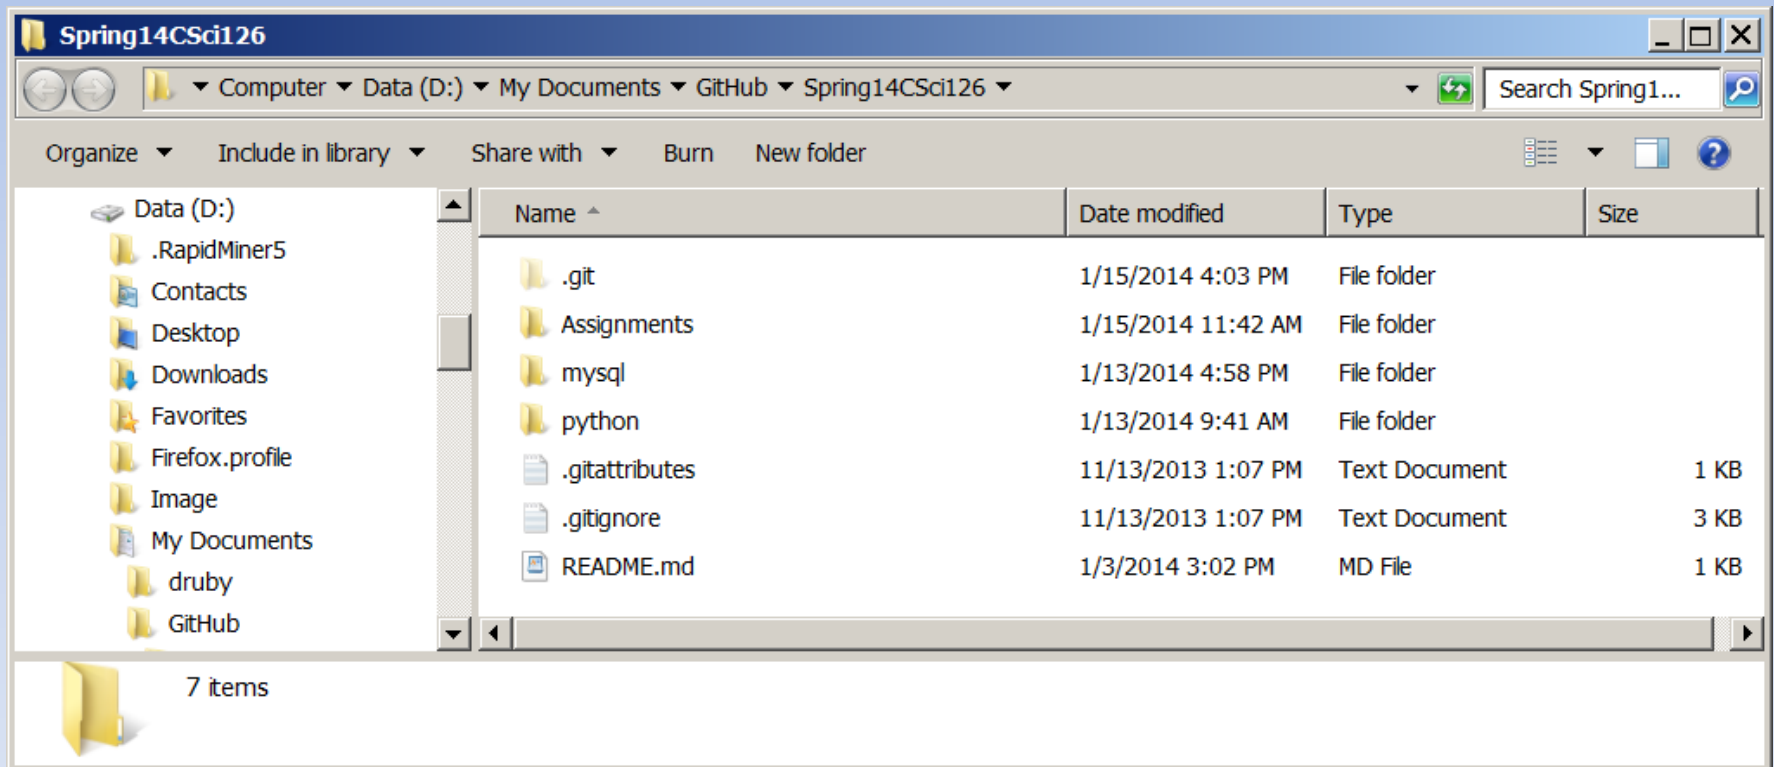 Spring14CSci126
Computer Data (D:) My Documents GitHub Spring14CSci126 Search Spring1...
Organize Include in library Share with Burn New folder
Data (D:)
.RapidMiner5
Contacts
Desktop
Downloads
Favorites
Firefox.profile
Image
My Documents
druby
GitHub
Name Date modified Type Size
.git 1/15/2014 4:03 PM File folder
Assignments 1/15/2014 11:42 AM File folder
mysql 1/13/2014 4:58 PM File folder
python 1/13/2014 9:41 AM File folder
.gitattributes 11/13/2013 1:07 PM Text Document 1 KB
.gitignore 11/13/2013 1:07 PM Text Document 3 KB
README.md 1/3/2014 3:02 PM MD File 1 KB
7 items